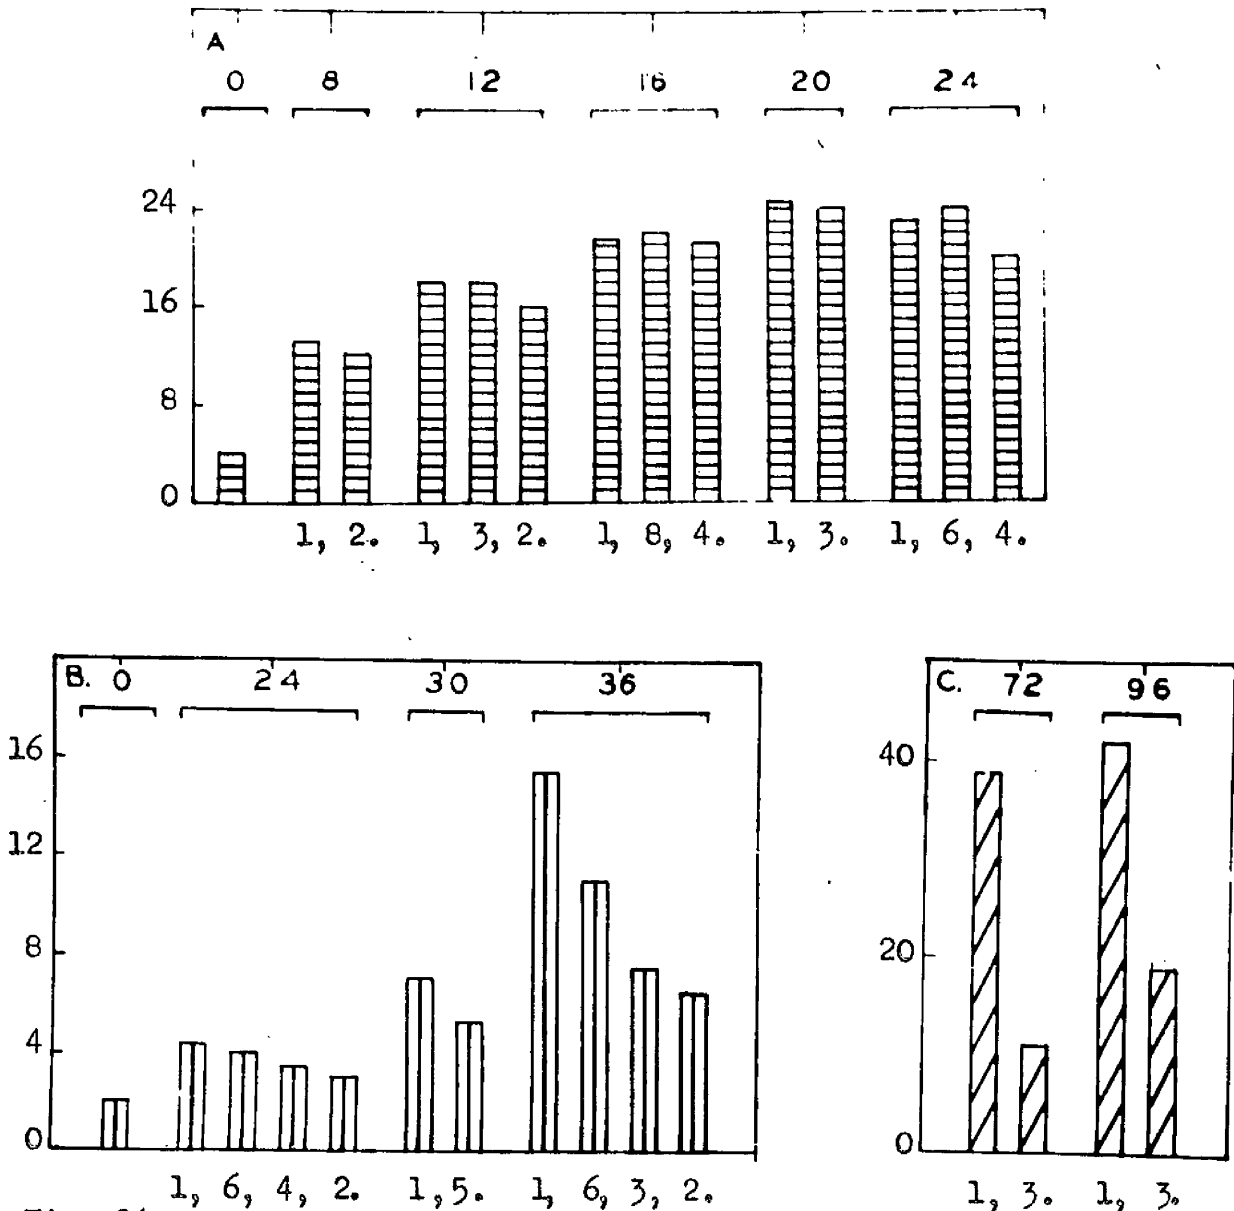 A
0 8 12 16 20 24
24
16
8
0
1, 2. 1, 3, 2. 1, 8, 4. 1, 3. 1, 6, 4.
B. 0 24 30 36
16
12
8
4
0
1, 6, 4, 2. 1, 5. 1, 6, 3, 2.
C. 72 96
40
20
0
1, 3. 1, 3.